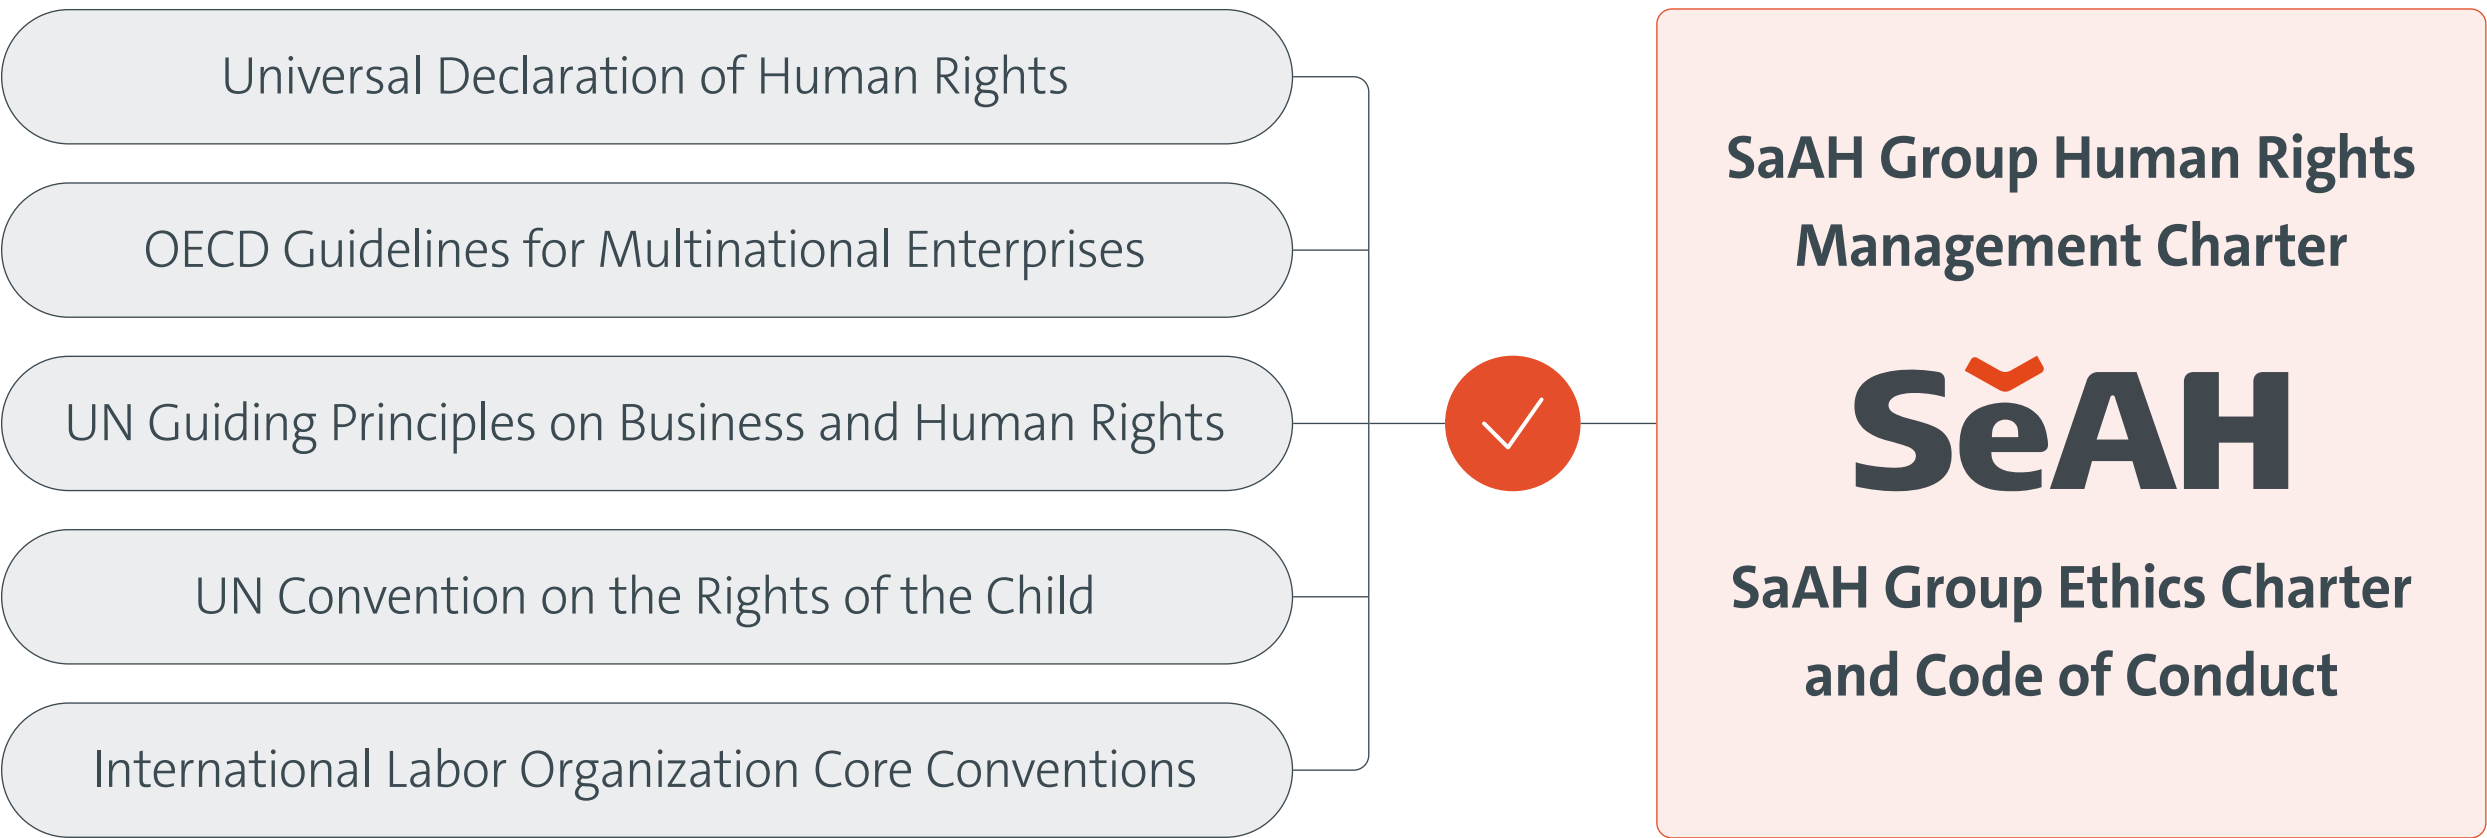 Universal Declaration of Human Rights
OECD Guidelines for Multinational Enterprises
UN Guiding Principles on Business and Human Rights
UN Convention on the Rights of the Child
International Labor Organization Core Conventions
SaAH Group Human Rights
Management Charter
SeAH
SaAH Group Ethics Charter
and Code of Conduct